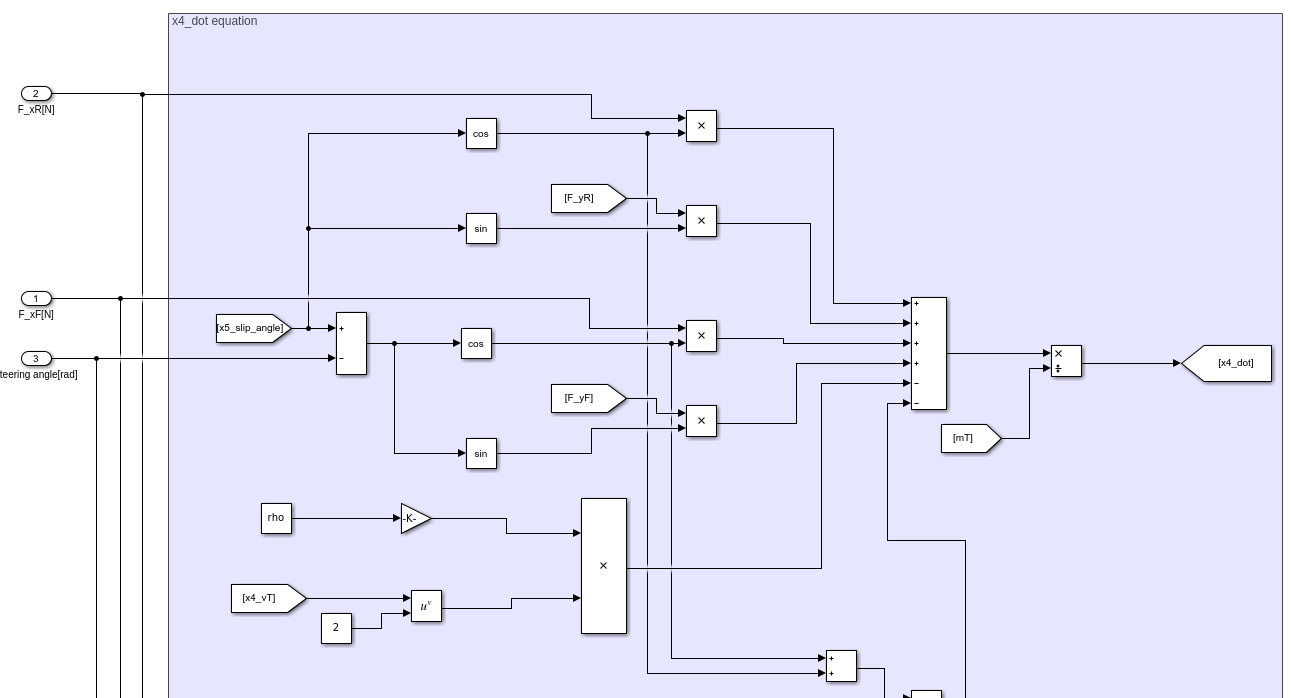 x4_dot equation
2
F_xR[N]
cos
×
[F_yR]
sin
×
1
F_xF[N]
[x5_slip_angle]
+
−
cos
×
3
teering angle[rad]
[F_yF]
×
sin
+
+
+
+
−
−
×
÷
[x4_dot]
[mT]
rho
-K-
×
[x4_vT]
2
u^v
+
+